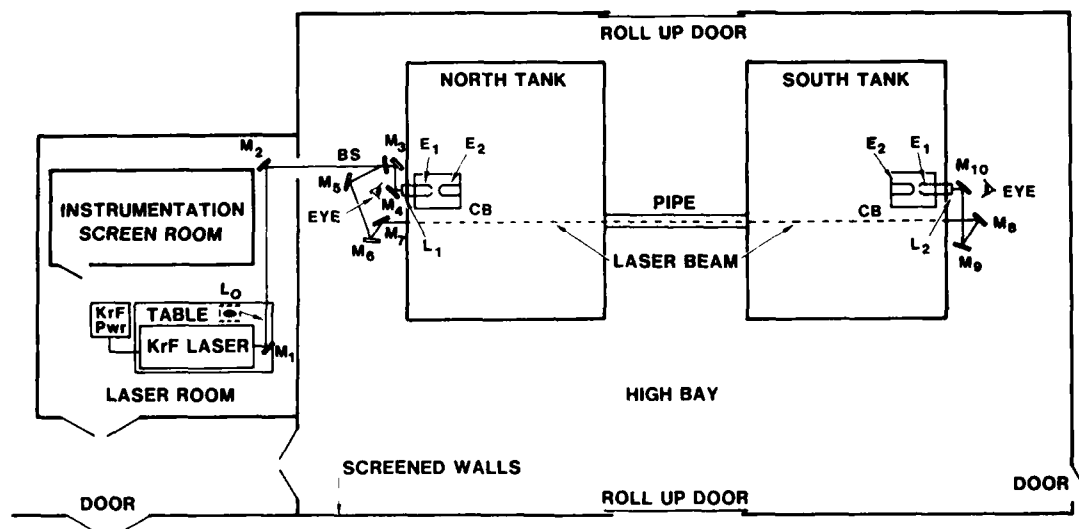 ROLL UP DOOR
NORTH TANK
SOUTH TANK
M2
BS
M3
E1
E2
E2
E1
M10
M5
EYE
EYE
M4
CB
PIPE
CB
INSTRUMENTATION
SCREEN ROOM
M7
L1
L2
M8
M6
M9
LASER BEAM
LO
KrF
Pwr
TABLE
KrF LASER
M1
LASER ROOM
HIGH BAY
SCREENED WALLS
DOOR
ROLL UP DOOR
DOOR